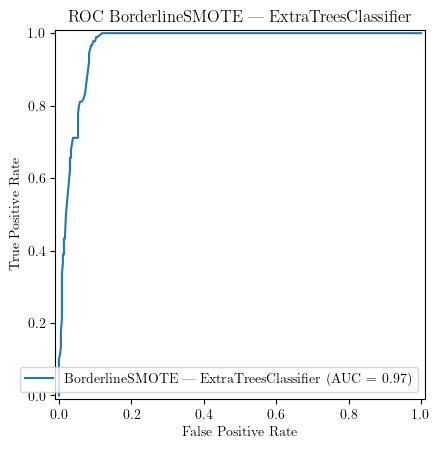 ROC BorderlineSMOTE — ExtraTreesClassifier
True Positive Rate
1.0
0.8
0.6
0.4
0.2
0.0
BorderlineSMOTE — ExtraTreesClassifier (AUC = 0.97)
0.0 0.2 0.4 0.6 0.8 1.0
False Positive Rate